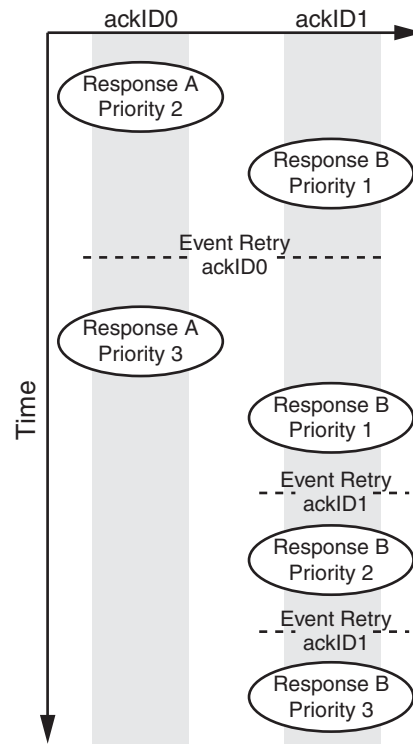 ackID0 ackID1
Response A
Priority 2
Response B
Priority 1
Event Retry
ackID0
Response A
Priority 3
Response B
Priority 1
Event Retry
ackID1
Response B
Priority 2
Event Retry
ackID1
Response B
Priority 3
Time